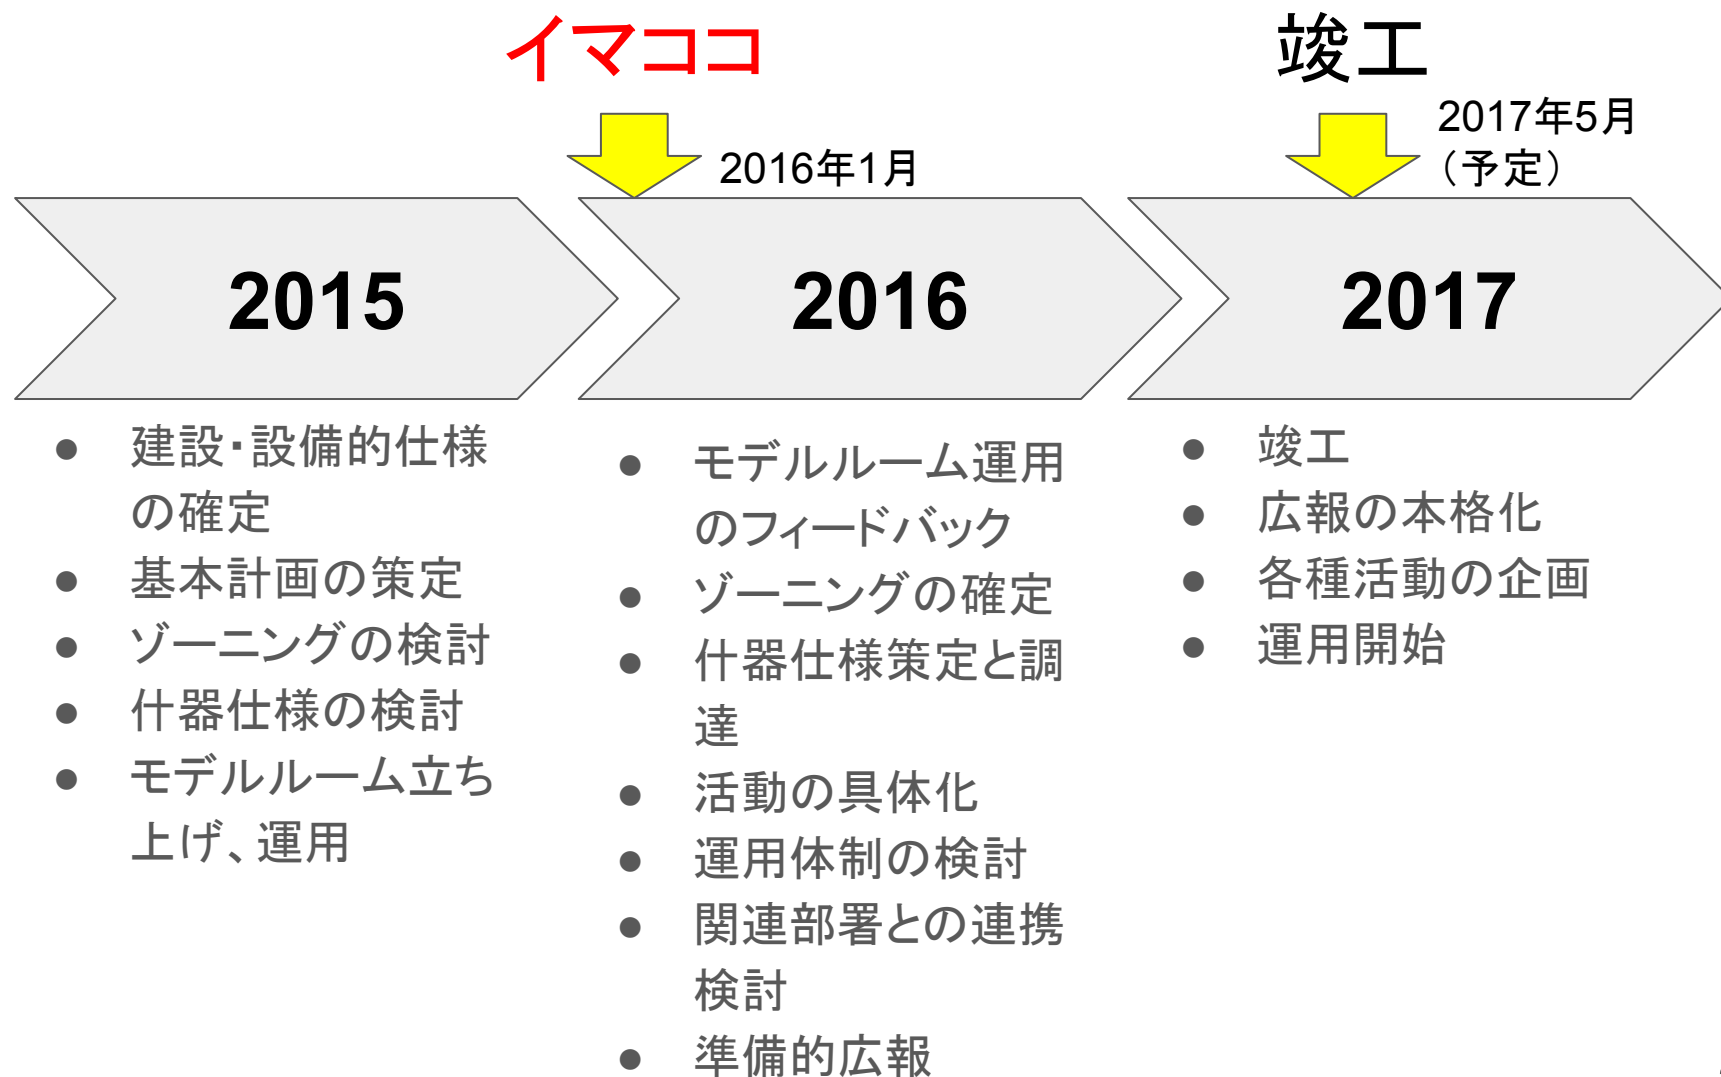 イマココ
竣工
2016年1月
2017年5月
（予定）
2015
2016
2017
● 建設・設備的仕様
の確定
● 基本計画の策定
● ゾーニングの検討
● 什器仕様の検討
● モデルルーム立ち
上げ、運用
● モデルルーム運用
のフィードバック
● ゾーニングの確定
● 什器仕様策定と調
達
● 活動の具体化
● 運用体制の検討
● 関連部署との連携
検討
● 準備的広報
● 竣工
● 広報の本格化
● 各種活動の企画
● 運用開始